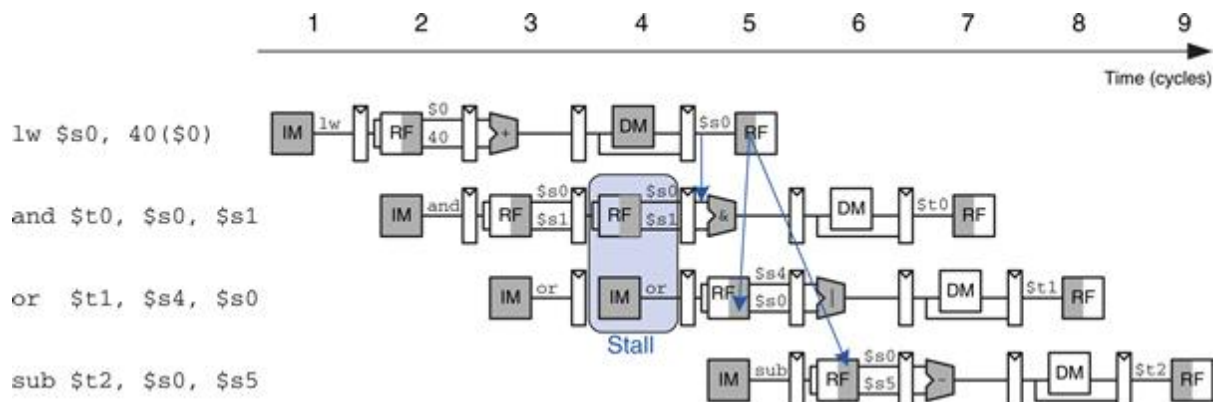 1 2 3 4 5 6 7 8 9
Time (cycles)
lw $s0, 40($0) IM lw RF $0 40 + DM $s0 RF
and $t0, $s0, $s1 IM and RF $s0 $s1 RF $s0 $s1 & DM $t0 RF
or $t1, $s4, $s0 IM or IM or RF $s4 $s0 | DM $t1 RF
Stall
sub $t2, $s0, $s5 IM sub RF $s0 $s5 - DM $t2 RF